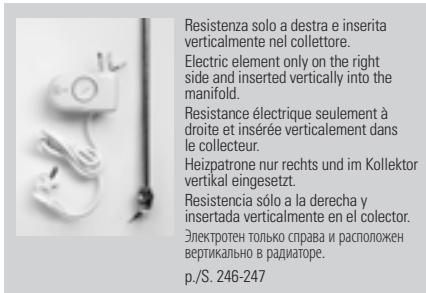 Resistenza solo a destra e inserita
verticalmente nel collettore.
Electric element only on the right
side and inserted vertically into the
manifold.
Resistance électrique seulement à
droite et insérée verticalement dans
le collecteur.
Heizpatrone nur rechts und im Kollektor
vertikal eingesetzt.
Resistencia sólo a la derecha y
insertada verticalmente en el colector.
Электротен только справа и расположен
вертикально в радиаторе.
p./S. 246-247